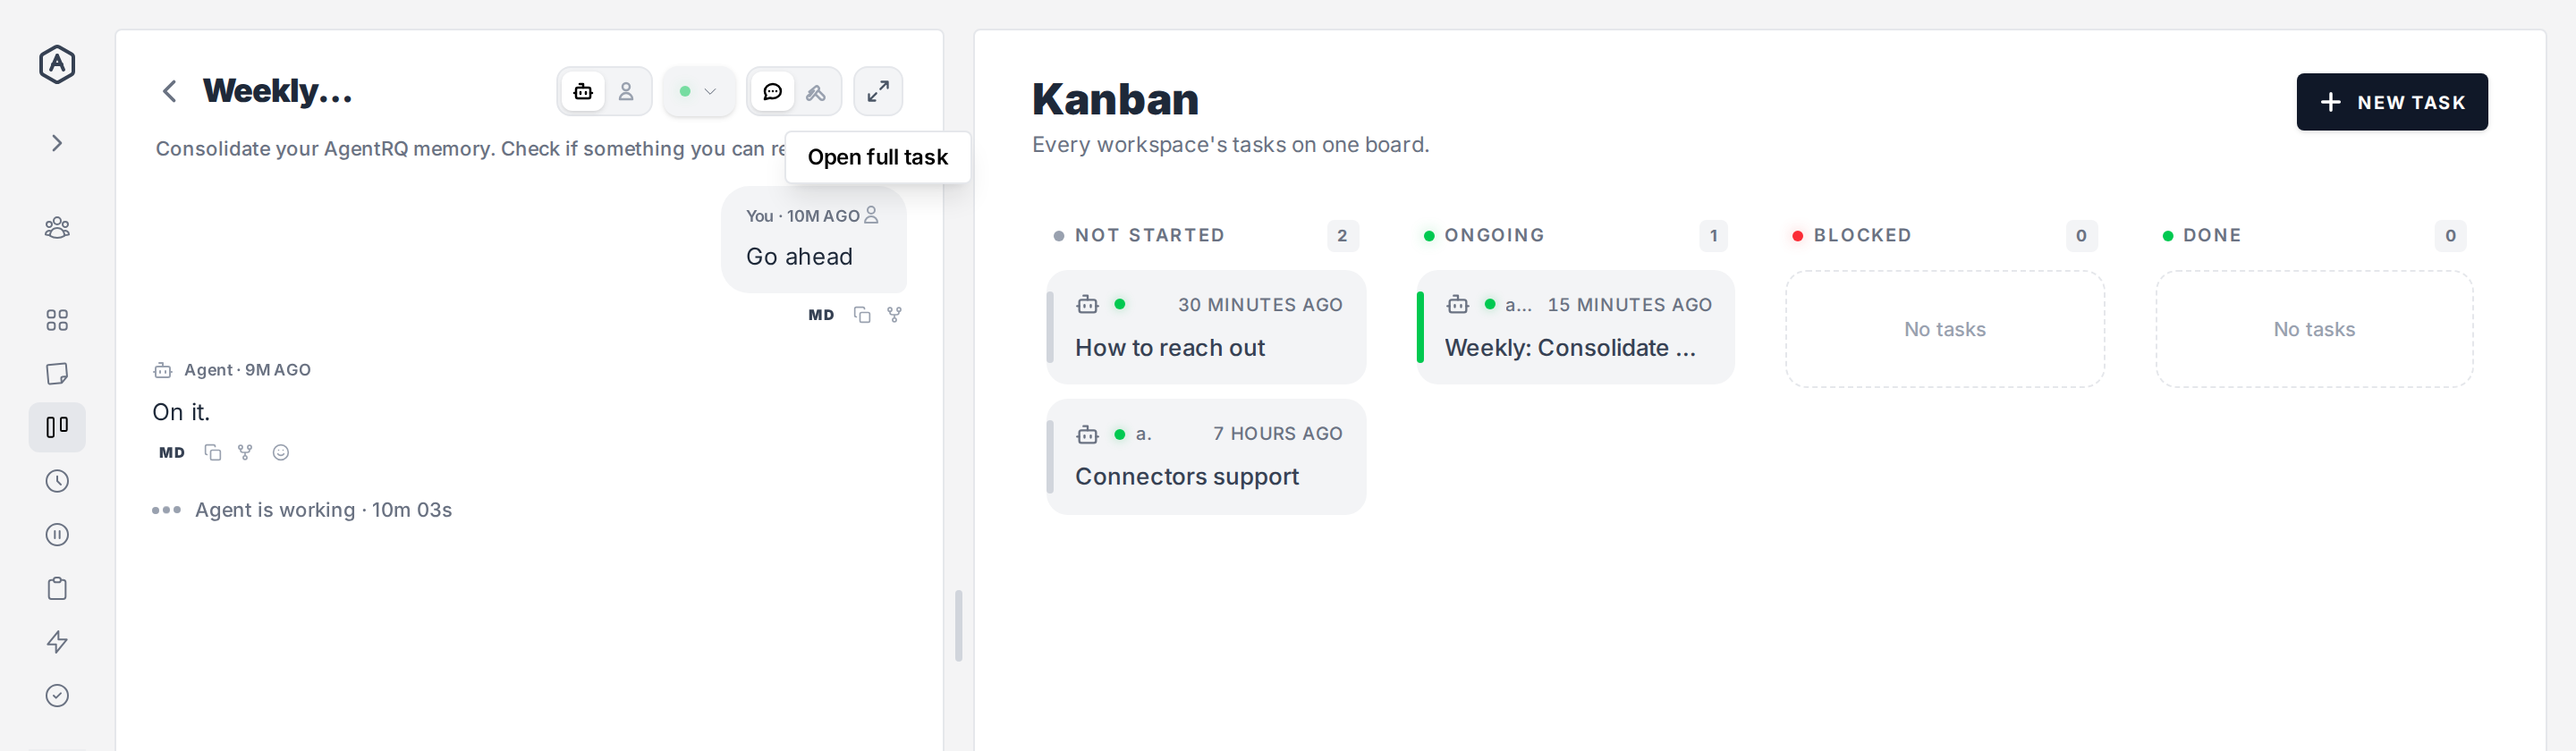 Weekly...
Consolidate your AgentRQ memory. Check if something you can re
Open full task
You · 10M AGO
Go ahead
MD
Agent · 9M AGO
On it.
MD
Agent is working · 10m 03s
Kanban
Every workspace's tasks on one board.
NEW TASK
NOT STARTED 2
30 MINUTES AGO
How to reach out
a. 7 HOURS AGO
Connectors support
ONGOING 1
a... 15 MINUTES AGO
Weekly: Consolidate ...
BLOCKED 0
No tasks
DONE 0
No tasks